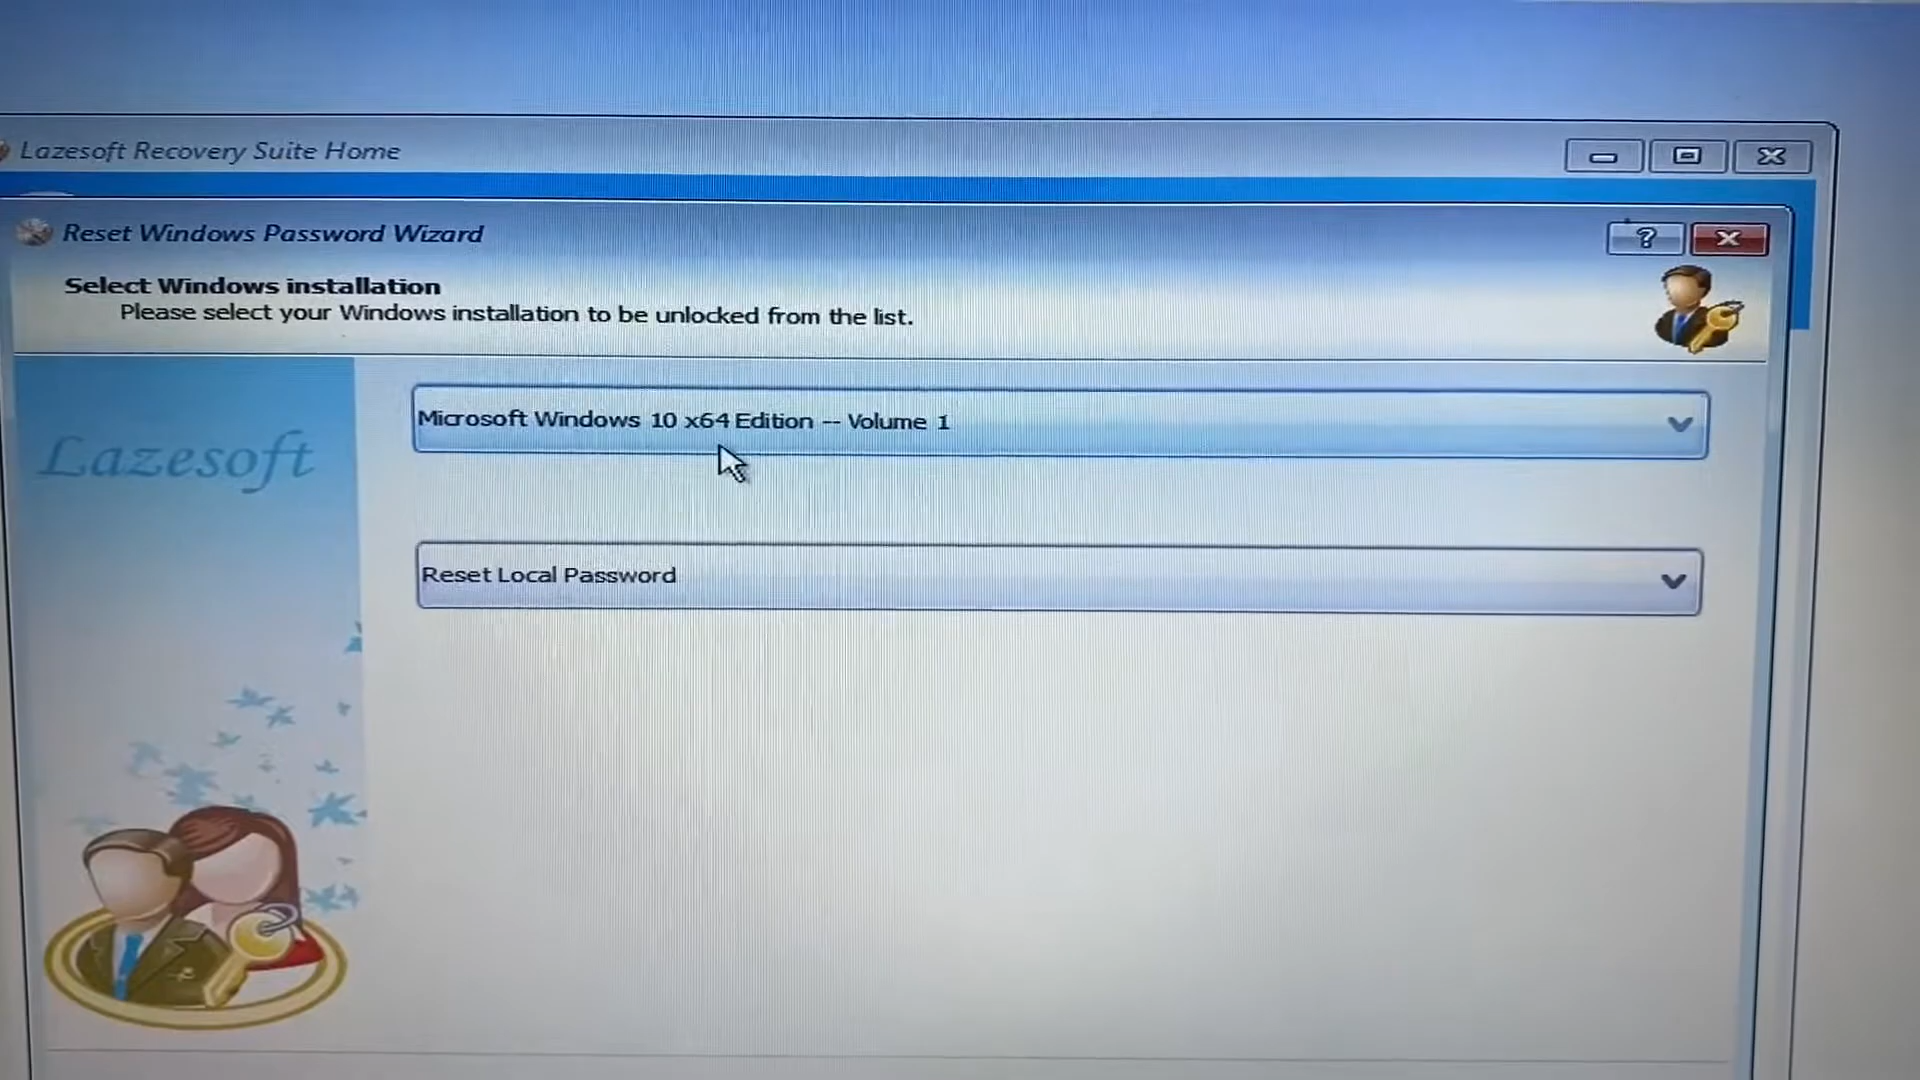 Lazesoft Recovery Suite Home
Reset Windows Password Wizard
?
Select Windows installation
Please select your Windows installation to be unlocked from the list.
Lazesoft
Microsoft Windows 10 x64 Edition -- Volume 1
Reset Local Password